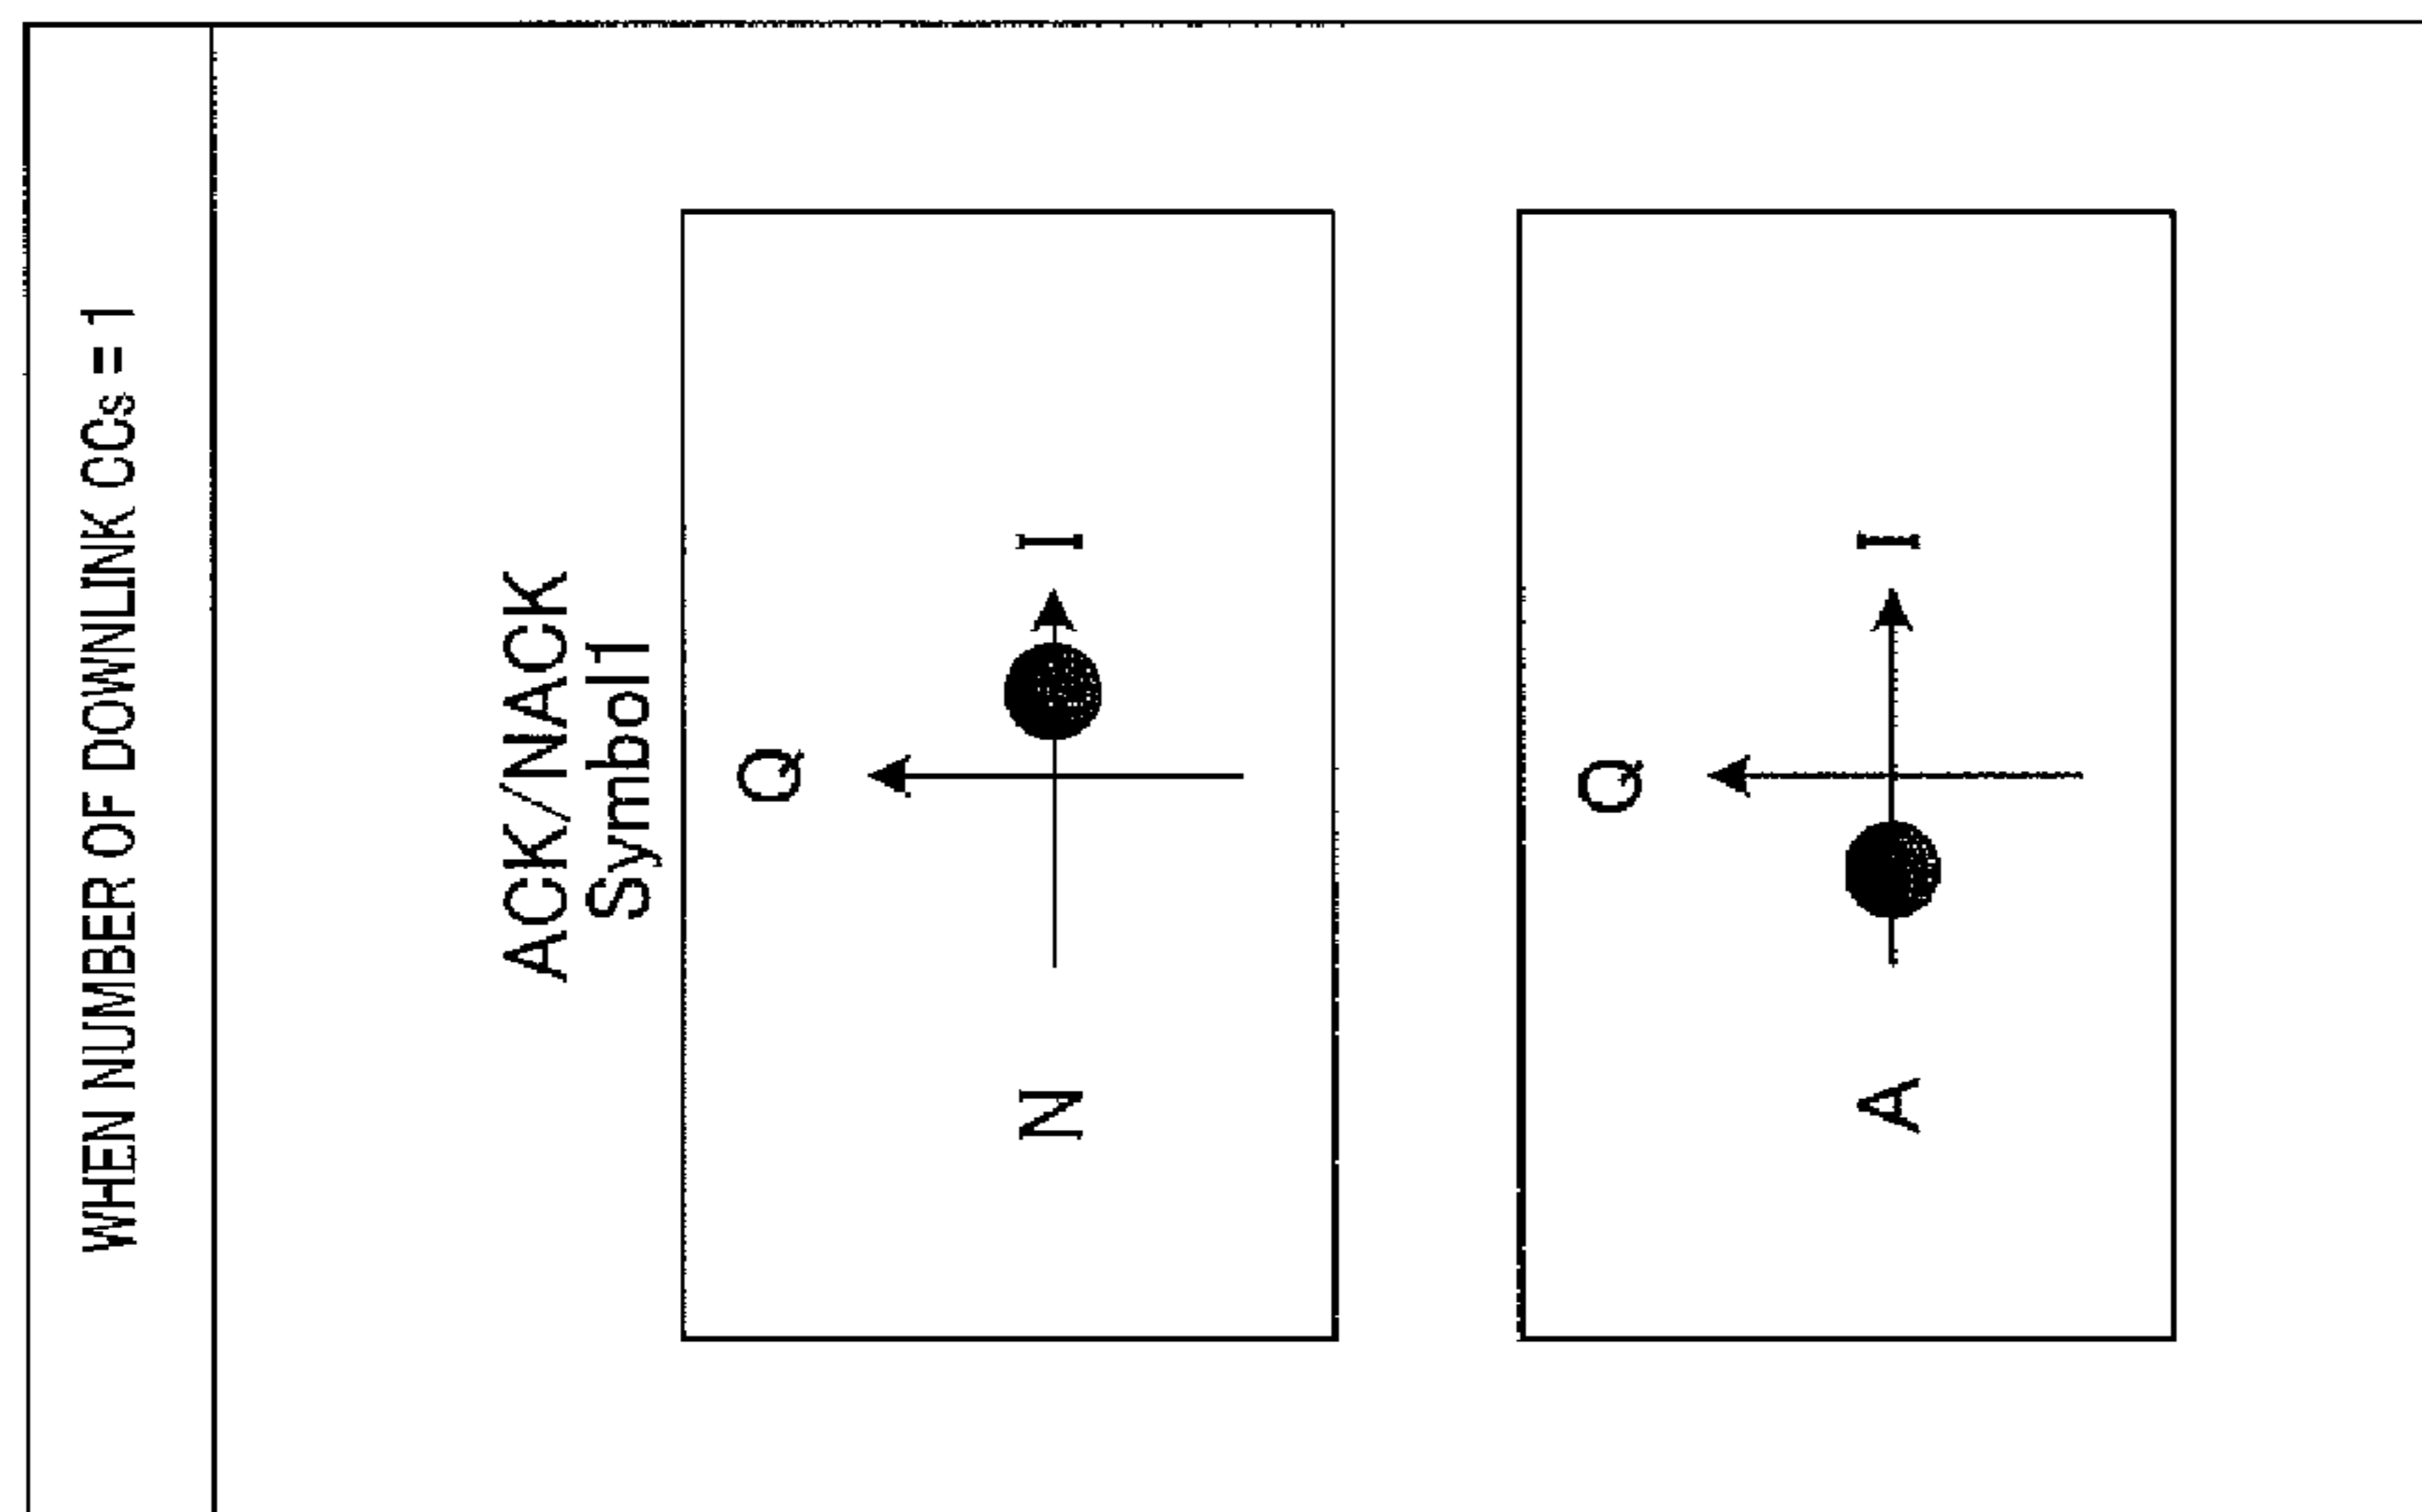 WHEN NUMBER OF DOWNLINK CCs = 1
ACK/NACK
Symbol1
Q
N
I
Q
A
I